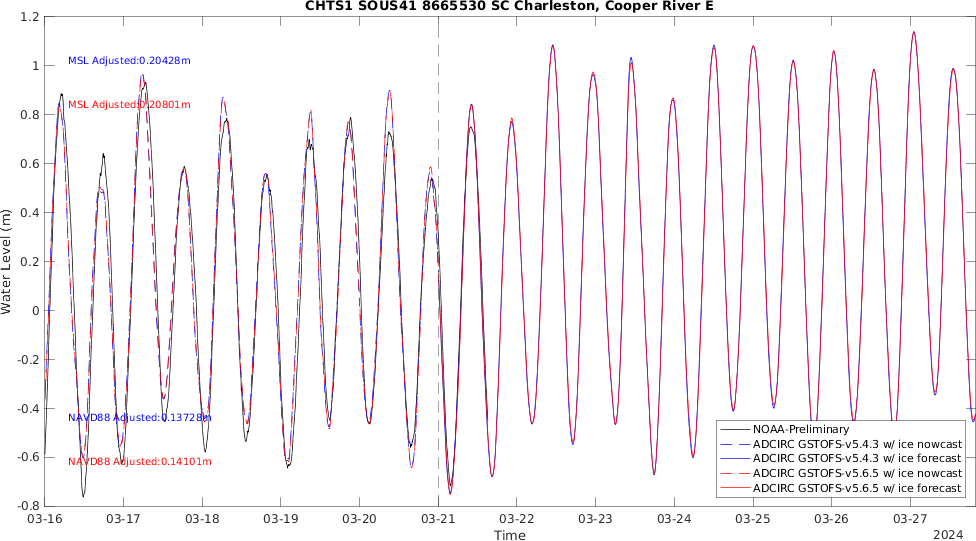 CHTS1 SOUS41 8665530 SC Charleston, Cooper River E
1.2
1
0.8
0.6
0.4
0.2
0
-0.2
-0.4
-0.6
-0.8
Water Level (m)
MSL Adjusted:0.20428m
MSL Adjusted:0.20801m
NAVD88 Adjusted:0.13728m
NAVD88 Adjusted:0.14101m
NOAA-Preliminary
ADCIRC GSTOFS-v5.4.3 w/ ice nowcast
ADCIRC GSTOFS-v5.4.3 w/ ice forecast
ADCIRC GSTOFS-v5.6.5 w/ ice nowcast
ADCIRC GSTOFS-v5.6.5 w/ ice forecast
03-16 03-17 03-18 03-19 03-20 03-21 03-22 03-23 03-24 03-25 03-26 03-27
Time
2024